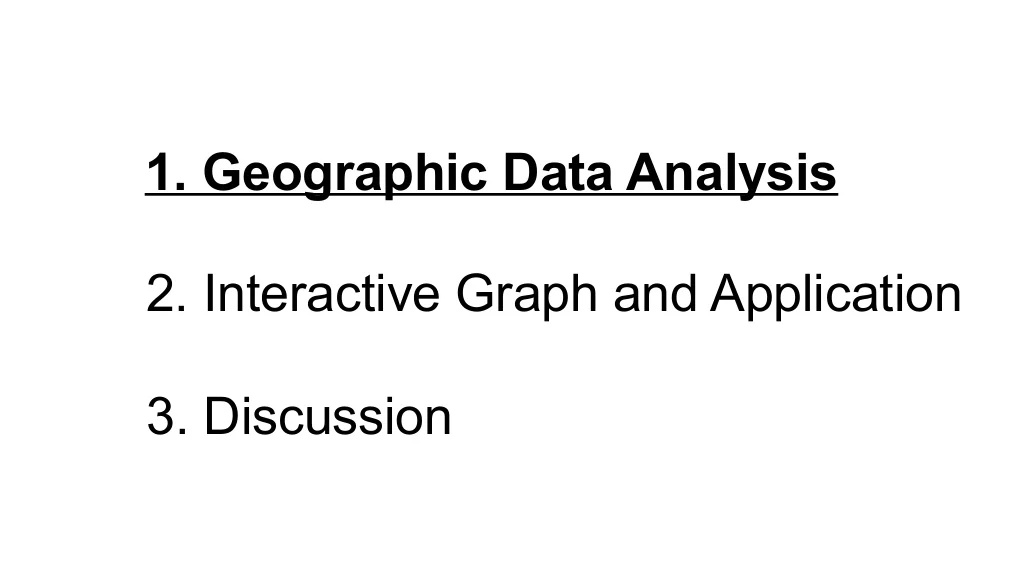 1. Geographic Data Analysis
2. Interactive Graph and Application
3. Discussion